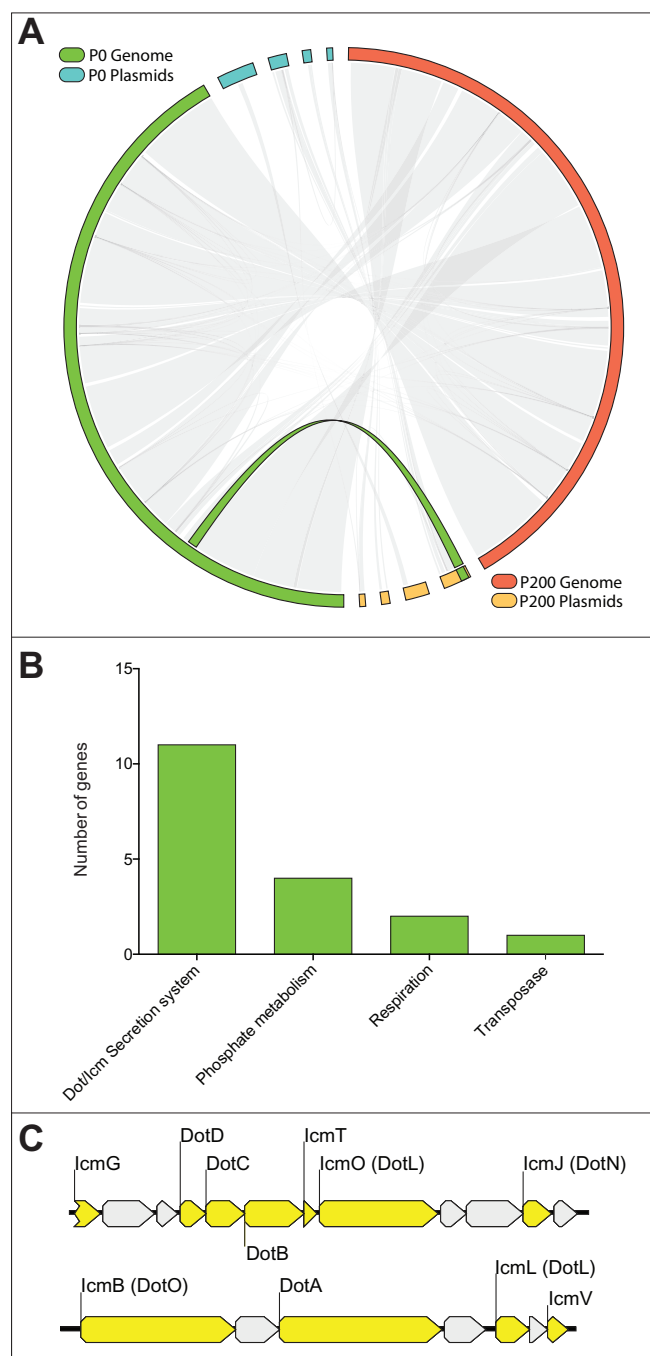 A
P0 Genome
P0 Plasmids
P200 Genome
P200 Plasmids
B
15
10
5
0
Number of genes
Dot/Icm Secretion system
Phosphate metabolism
Respiration
Transposase
C
DotD
IcmT
IcmG
DotC
IcmO (DotL)
IcmJ (DotN)
DotB
IcmB (DotO)
DotA
IcmL (DotL)
IcmV